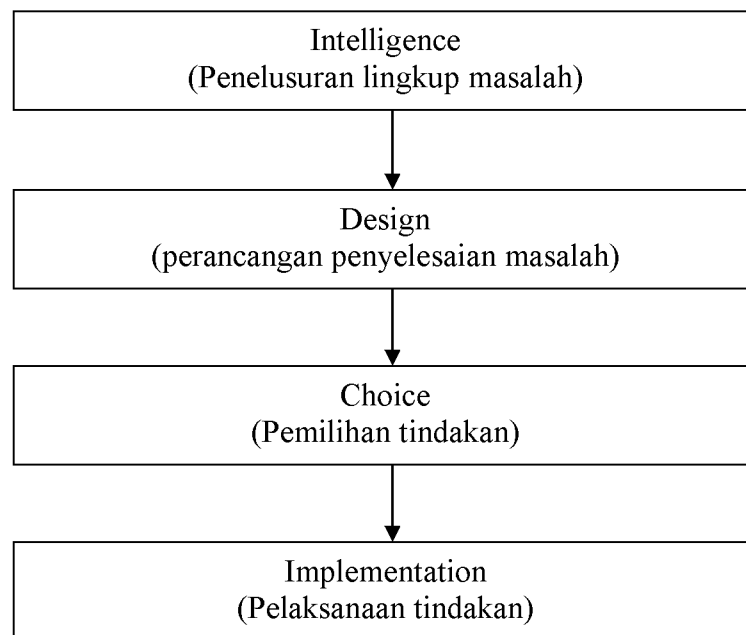 Intelligence
(Penelusuran lingkup masalah)
Design
(perancangan penyelesaian masalah)
Choice
(Pemilihan tindakan)
Implementation
(Pelaksanaan tindakan)